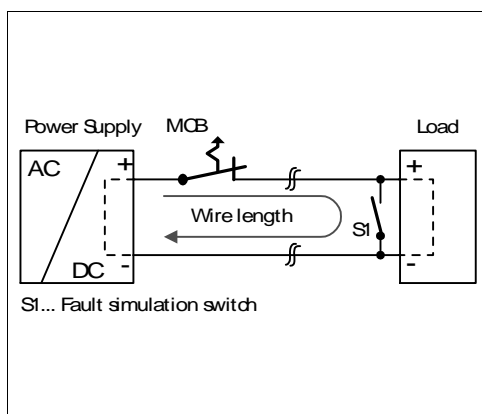 Power Supply
MCB
Load
AC
+
+
Wire length
S1
DC
-
-
S1... Fault simulation switch